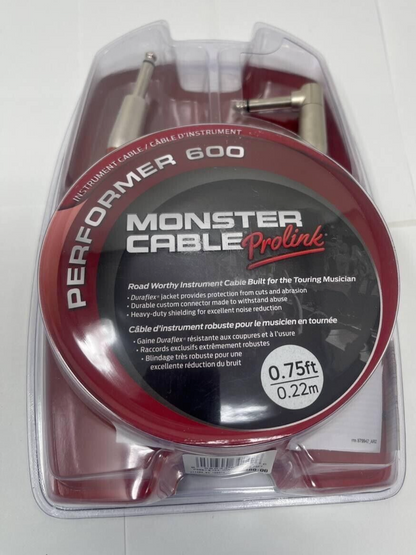 INSTRUMENT CABLE / CÂBLE D'INSTRUMENT
PERFORMER 600
MONSTER
CABLE Prolink
Road Worthy Instrument Cable Built for the Touring Musician
• Duraflex® jacket provides protection from cuts and abrasion
• Durable custom connector made to withstand abuse
• Heavy-duty shielding for excellent noise reduction
Câble d'instrument robuste pour le musicien en tournée
• Gaine Duraflex® résistante aux coupures et à l'usure
• Raccords exclusifs extrêmement robustes
• Blindage très robuste pour une
excellente réduction du bruit
0.75ft
0.22m